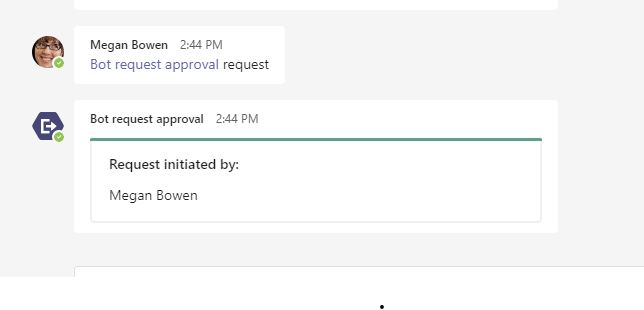 Megan Bowen 2:44 PM
Bot request approval request
Bot request approval 2:44 PM
Request initiated by:
Megan Bowen